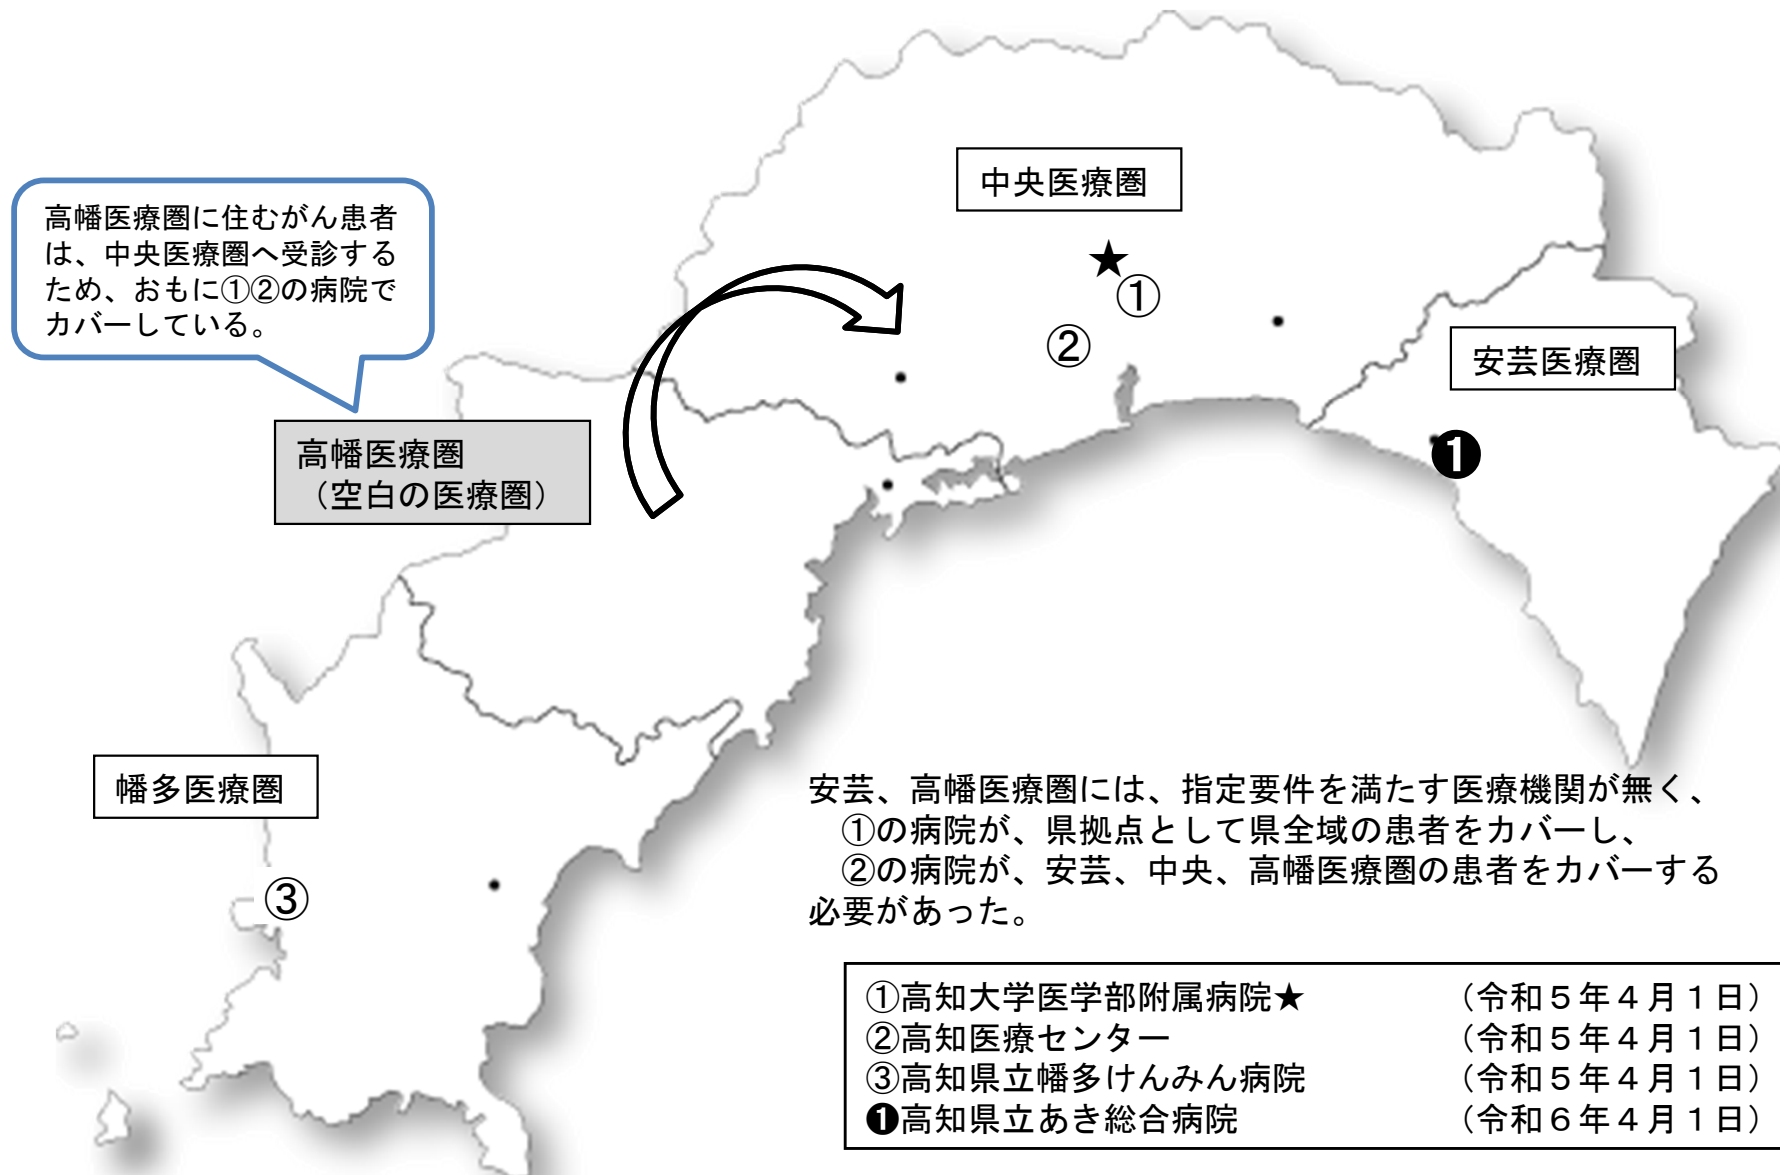 中央医療圏
高幡医療圏に住むがん患者
は、中央医療圏へ受診する
ため、おもに①②の病院で
カバーしている。
★
①
②
安芸医療圏
高幡医療圏
（空白の医療圏）
❶
幡多医療圏
③
安芸、高幡医療圏には、指定要件を満たす医療機関が無く、
①の病院が、県拠点として県全域の患者をカバーし、
②の病院が、安芸、中央、高幡医療圏の患者をカバーする
必要があった。
①高知大学医学部附属病院★　（令和５年４月１日）
②高知医療センター　（令和５年４月１日）
③高知県立幡多けんみん病院　（令和５年４月１日）
❶高知県立あき総合病院　（令和６年４月１日）